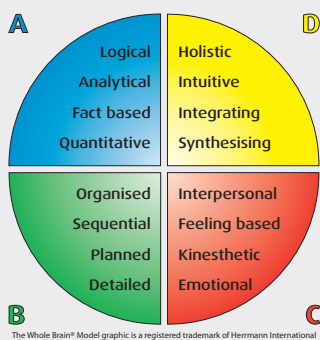 A
D
Logical
Analytical
Fact based
Quantitative
Holistic
Intuitive
Integrating
Synthesising
Organised
Sequential
Planned
Detailed
Interpersonal
Feeling based
Kinesthetic
Emotional
B
C
The Whole Brain® Model graphic is a registered trademark of Herrmann International